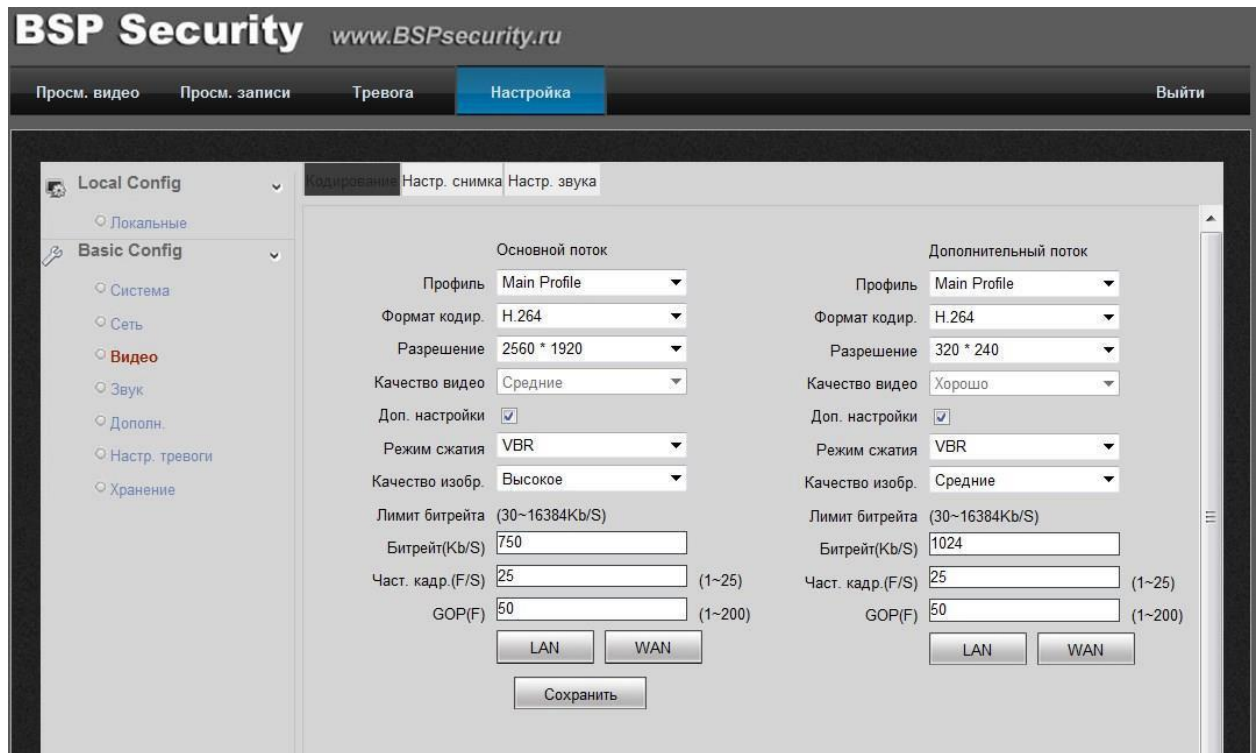 BSP Security www.BSPsecurity.ru
Просм. видео Просм. записи Тревога Настройка Выйти
Local Config
Локальные
Basic Config
Система
Сеть
Видео
Звук
Дополн.
Настр. тревоги
Хранение
Кодирование Настр. снимка Настр. звука
Основной поток
Профиль Main Profile
Формат кодир. H.264
Разрешение 2560 * 1920
Качество видео Средние
Доп. настройки
Режим сжатия VBR
Качество изобр. Высокое
Лимит битрейта (30~16384Kb/S)
Битрейт(Kb/S) 750
Част. кадр.(F/S) 25 (1~25)
GOP(F) 50 (1~200)
LAN WAN
Сохранить
Дополнительный поток
Профиль Main Profile
Формат кодир. H.264
Разрешение 320 * 240
Качество видео Хорошо
Доп. настройки
Режим сжатия VBR
Качество изобр. Средние
Лимит битрейта (30~16384Kb/S)
Битрейт(Kb/S) 1024
Част. кадр.(F/S) 25 (1~25)
GOP(F) 50 (1~200)
LAN WAN